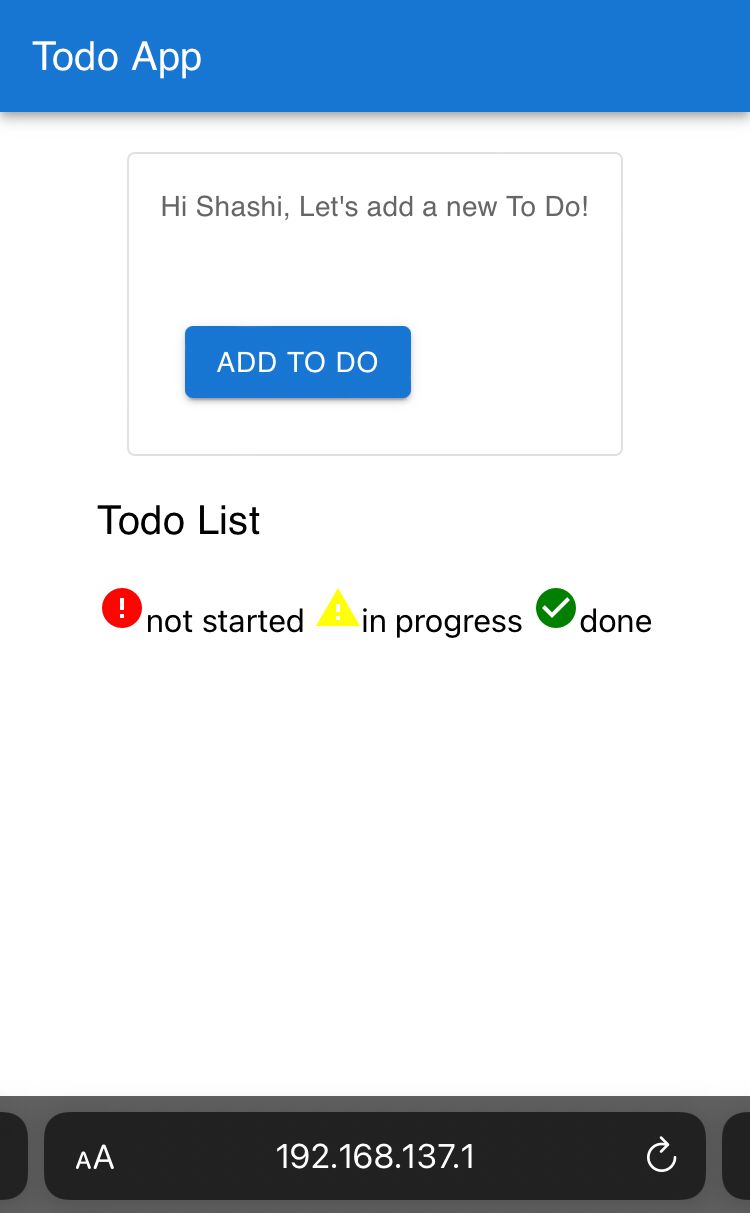 Todo App
Hi Shashi, Let's add a new To Do!
ADD TO DO
Todo List
not started in progress done
AA 192.168.137.1